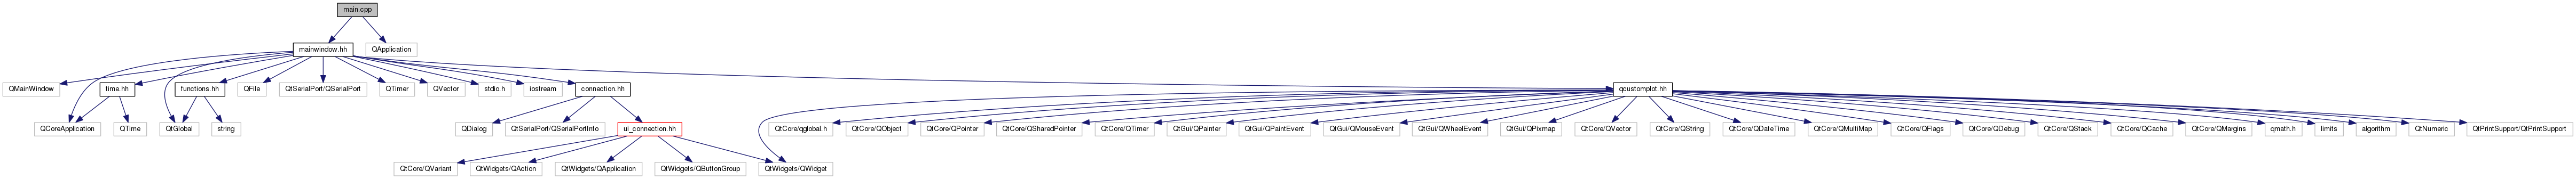 main.cpp
mainwindow.hh
QApplication
QMainWindow
time.hh
functions.hh
QFile
QtSerialPort/QSerialPort
QTimer
QVector
stdio.h
iostream
connection.hh
qcustomplot.hh
QCoreApplication
QTime
QtGlobal
string
QDialog
QtSerialPort/QSerialPortInfo
ui_connection.hh
QtCore/qglobal.h
QtCore/QObject
QtCore/QPointer
QtCore/QSharedPointer
QtCore/QTimer
QtGui/QPainter
QtGui/QPaintEvent
QtGui/QMouseEvent
QtGui/QWheelEvent
QtGui/QPixmap
QtCore/QVector
QtCore/QString
QtCore/QDateTime
QtCore/QMultiMap
QtCore/QFlags
QtCore/QDebug
QtCore/QStack
QtCore/QCache
QtCore/QMargins
qmath.h
limits
algorithm
QtNumeric
QtPrintSupport/QtPrintSupport
QtCore/QVariant
QtWidgets/QAction
QtWidgets/QApplication
QtWidgets/QButtonGroup
QtWidgets/QWidget